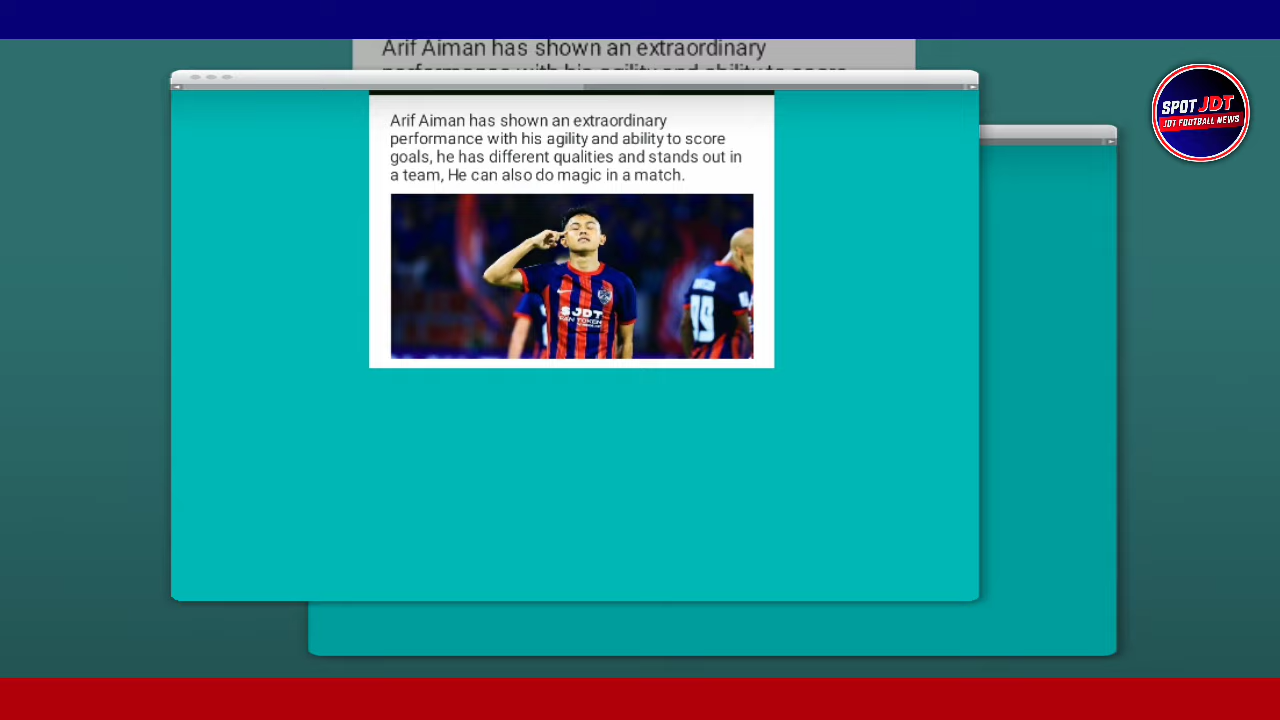 Arif Aiman has shown an extraordinary
SPOT JDT
JDT FOOTBALL NEWS
Arif Aiman has shown an extraordinary
performance with his agility and ability to score
goals, he has different qualities and stands out in
a team, He can also do magic in a match.
SJDT
99